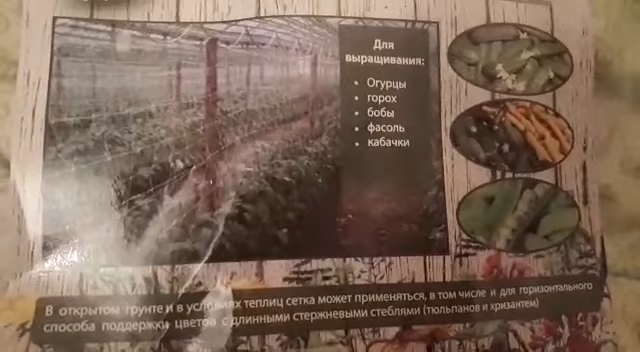 Для
выращивания:
• Огурцы
• горох
• бобы
• фасоль
• кабачки
В открытом грунте и в условиях теплиц сетка может применяться, в том числе и для горизонтального
способа поддержки цветов с длинными стержневыми стеблями (тюльпанов и хризантем)